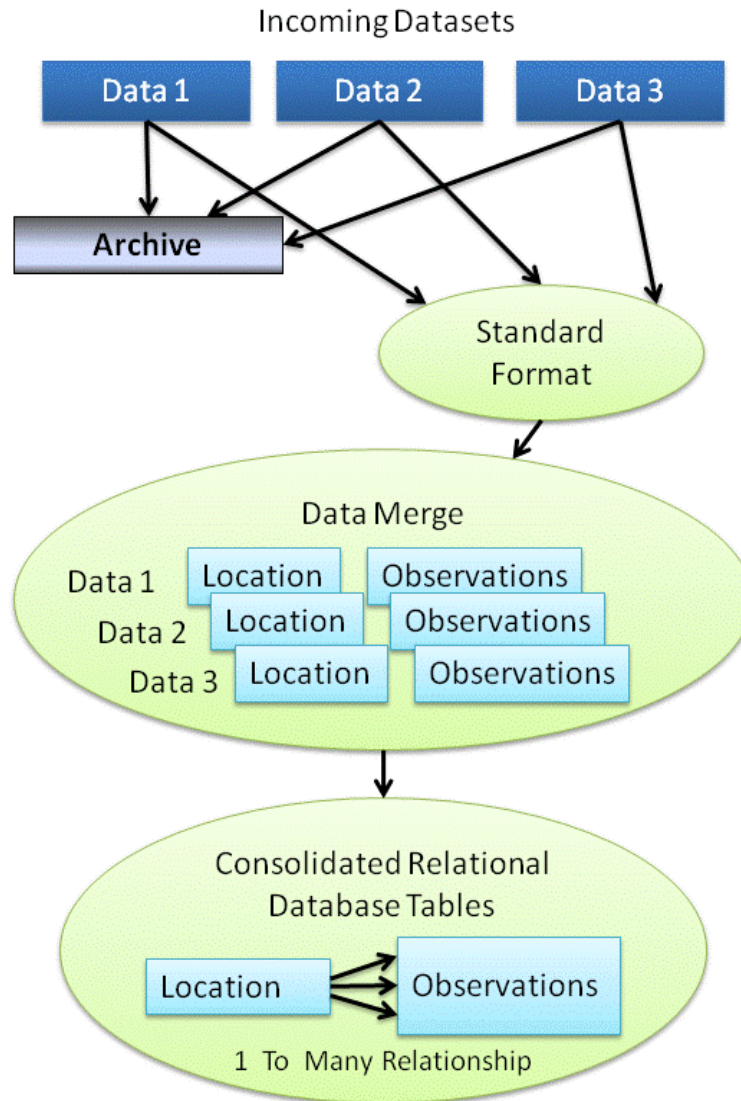 Incoming Datasets
Data 1
Data 2
Data 3
Archive
Standard
Format
Data Merge
Data 1
Location
Observations
Data 2
Location
Observations
Data 3
Location
Observations
Consolidated Relational
Database Tables
Location
Observations
1 To Many Relationship